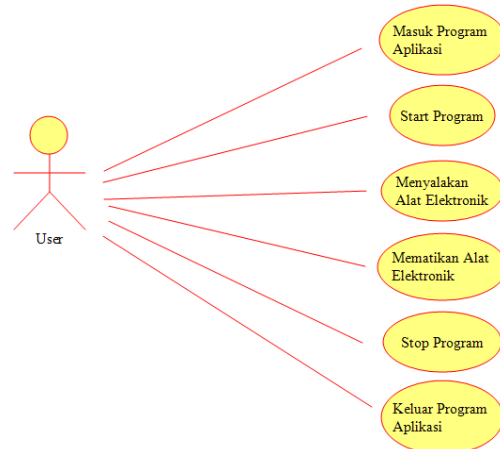 Masuk Program
Aplikasi
Start Program
Menyalakan
Alat Elektronik
User
Mematikan Alat
Elektronik
Stop Program
Keluar Program
Aplikasi